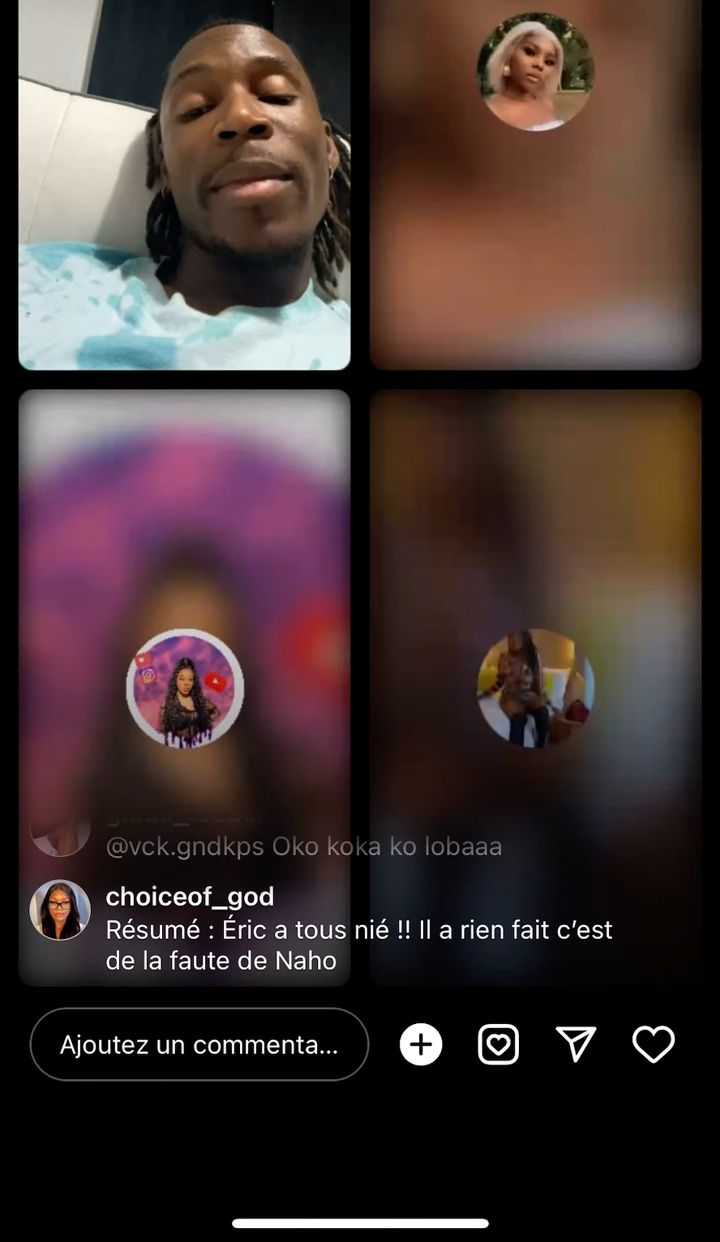 @vck.gndkps Oko koka ko lobaaa
choiceof_god
Résumé : Éric a tous nié !! Il a rien fait c’est
de la faute de Naho
Ajoutez un commenta...